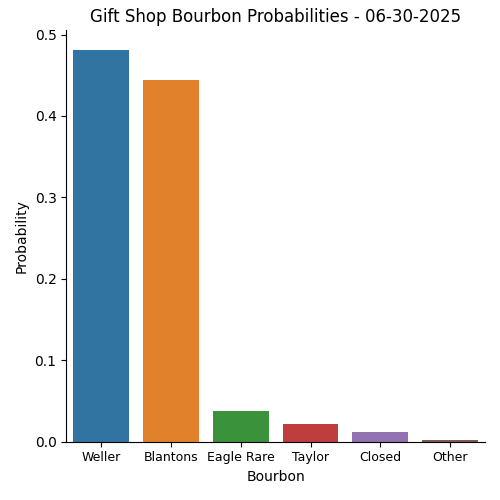 Gift Shop Bourbon Probabilities - 06-30-2025
0.5
0.4
0.3
0.2
0.1
0.0
Probability
Weller Blantons Eagle Rare Taylor Closed Other
Bourbon